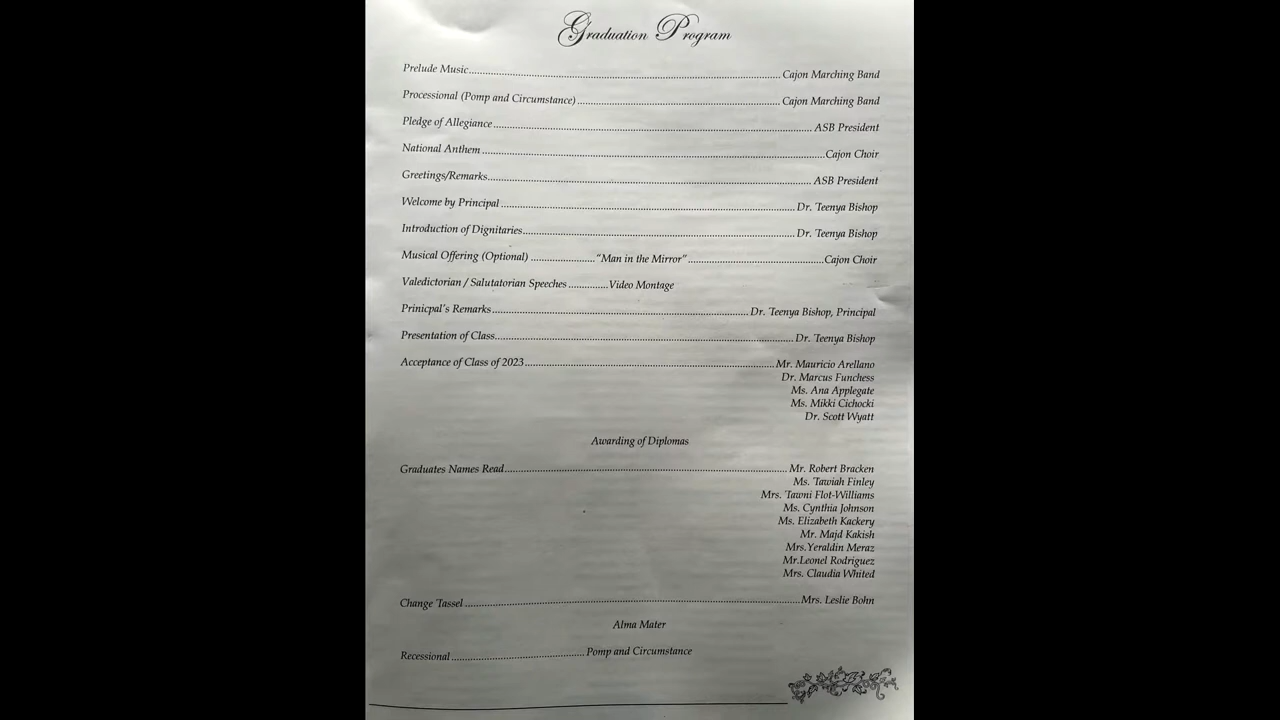 Graduation Program
Prelude Music........Cajon Marching Band
Processional (Pomp and Circumstance)........Cajon Marching Band
Pledge of Allegiance........ASB President
National Anthem........Cajon Choir
Greetings/Remarks........ASB President
Welcome by Principal........Dr. Teenya Bishop
Introduction of Dignitaries........Dr. Teenya Bishop
Musical Offering (Optional)........“Man in the Mirror”........Cajon Choir
Valedictorian / Salutatorian Speeches........Video Montage
Prinicpal's Remarks........Dr. Teenya Bishop, Principal
Presentation of Class........Dr. Teenya Bishop
Acceptance of Class of 2023........Mr. Mauricio Arellano
Dr. Marcus Funchess
Ms. Ana Applegate
Ms. Mikki Cichocki
Dr. Scott Wyatt
Awarding of Diplomas
Graduates Names Read........Mr. Robert Bracken
Ms. Tawiah Finley
Mrs. Tawni Flot-Williams
Ms. Cynthia Johnson
Ms. Elizabeth Kackery
Mr. Majd Kakish
Mrs.Yeraldin Meraz
Mr.Leonel Rodriguez
Mrs. Claudia Whited
Change Tassel........Mrs. Leslie Bohn
Alma Mater
Recessional........Pomp and Circumstance